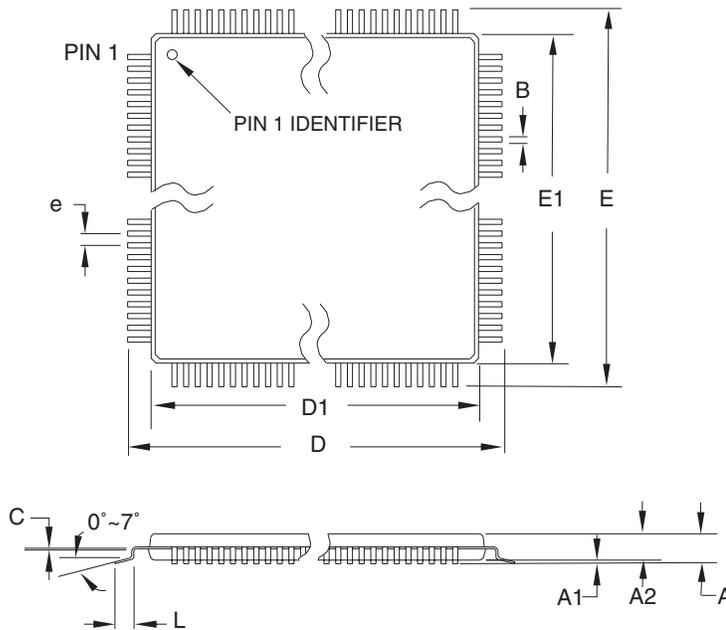 PIN 1
PIN 1 IDENTIFIER
B
e
E1
E
D1
D
C
0°~7°
L
A1
A2
A